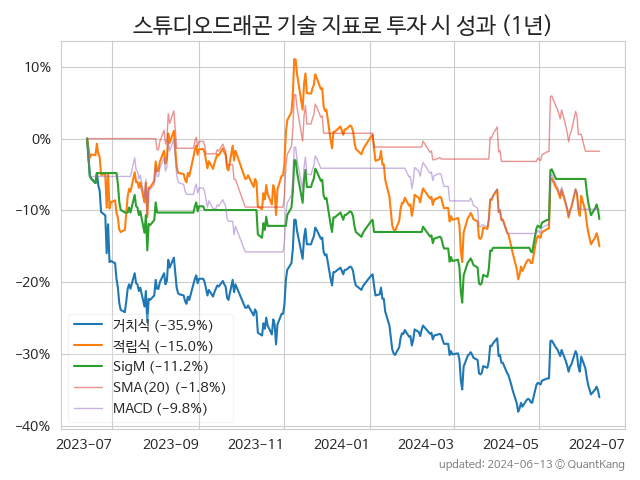 스튜디오드래곤 기술 지표로 투자 시 성과 (1년)
10%
0%
−10%
−20%
−30%
−40%
거치식 (−35.9%)
적립식 (−15.0%)
SigM (−11.2%)
SMA(20) (−1.8%)
MACD (−9.8%)
2023−07 2023−09 2023−11 2024−01 2024−03 2024−05 2024−07
updated: 2024−06−13 © QuantKang